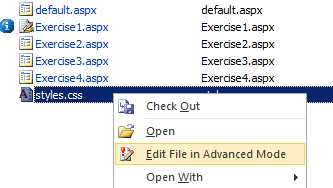 default.aspx default.aspx
Exercise1.aspx Exercise1.aspx
Exercise2.aspx Exercise2.aspx
Exercise3.aspx Exercise3.aspx
Exercise4.aspx Exercise4.aspx
styles.css
Check Out
Open
Edit File in Advanced Mode
Open With